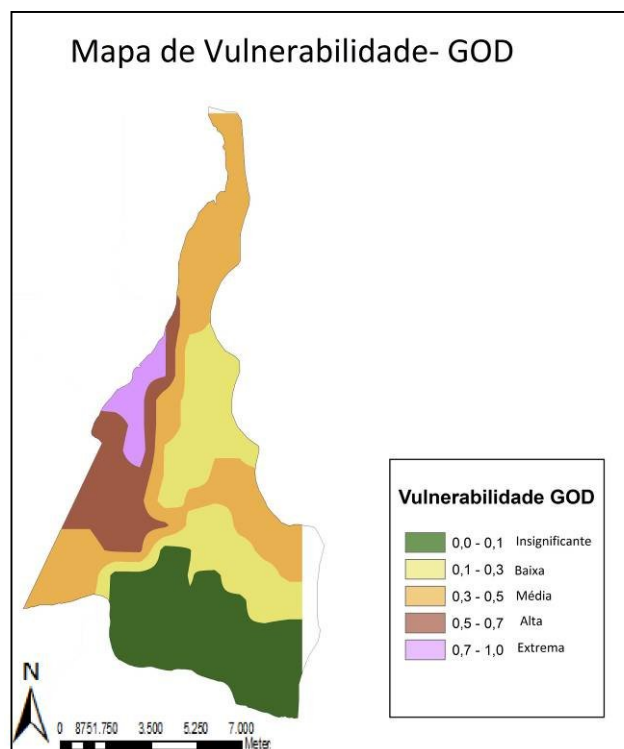 Mapa de Vulnerabilidade- GOD
Vulnerabilidade GOD
0,0 - 0,1 Insignificante
0,1 - 0,3 Baixa
0,3 - 0,5 Média
0,5 - 0,7 Alta
0,7 - 1,0 Extrema
N
0 8751.750 3.500 5.250 7.000
Meter